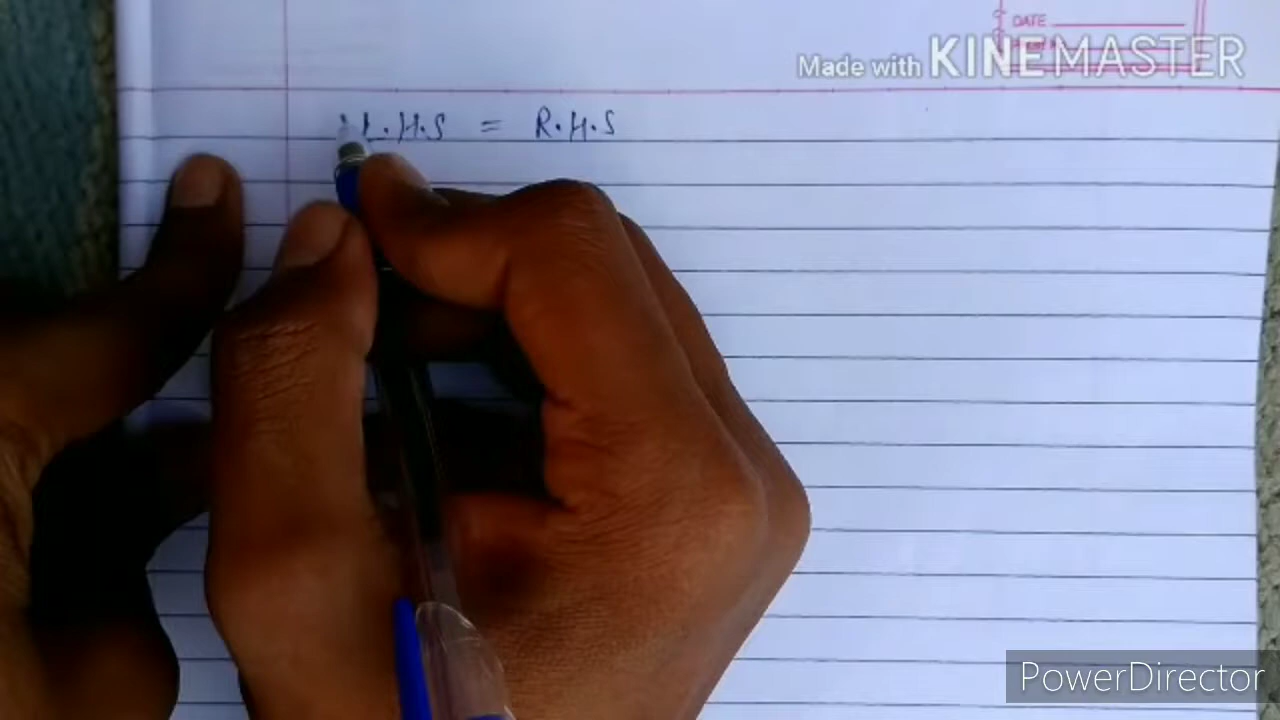 DATE
Made with KINEMASTER
L.H.S = R.H.S
PowerDirector